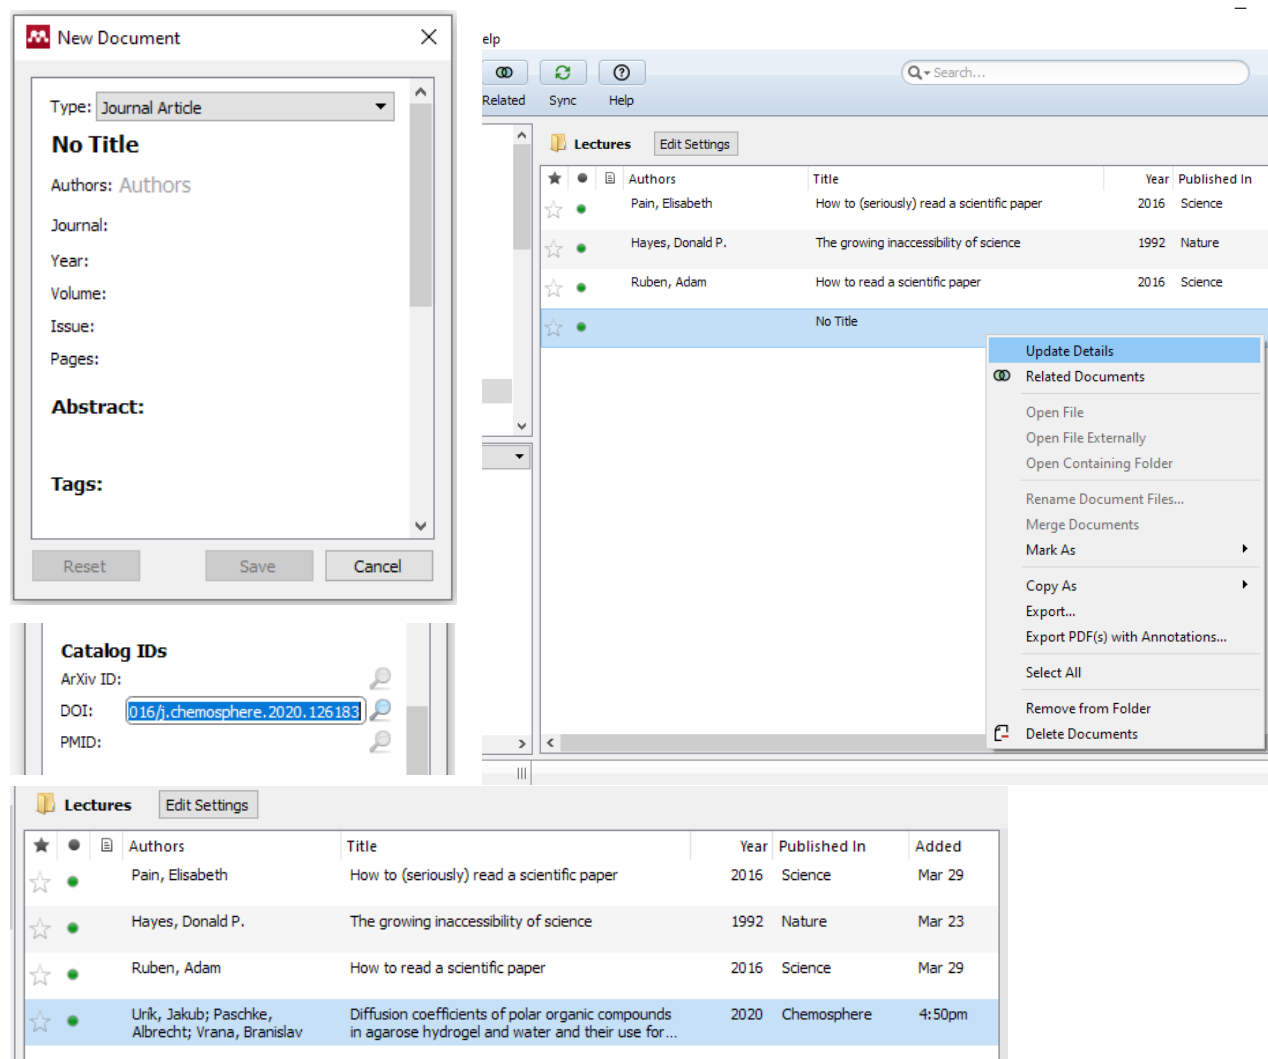 New Document
Type: Journal Article
No Title
Authors: Authors
Journal:
Year:
Volume:
Issue:
Pages:
Abstract:
Tags:
Reset Save Cancel
Catalog IDs
ArXiv ID:
DOI: 016/j.chemosphere.2020.126183
PMID:
elp
Related Sync Help
Search...
Lectures Edit Settings
Authors Title Year Published In
Pain, Elisabeth How to (seriously) read a scientific paper 2016 Science
Hayes, Donald P. The growing inaccessibility of science 1992 Nature
Ruben, Adam How to read a scientific paper 2016 Science
No Title
Update Details
Related Documents
Open File
Open File Externally
Open Containing Folder
Rename Document Files...
Merge Documents
Mark As
Copy As
Export...
Export PDF(s) with Annotations...
Select All
Remove from Folder
Delete Documents
Lectures Edit Settings
Authors Title Year Published In Added
Pain, Elisabeth How to (seriously) read a scientific paper 2016 Science Mar 29
Hayes, Donald P. The growing inaccessibility of science 1992 Nature Mar 23
Ruben, Adam How to read a scientific paper 2016 Science Mar 29
Urík, Jakub; Paschke, Diffusion coefficients of polar organic compounds 2020 Chemosphere 4:50pm
Albrecht; Vrana, Branislav in agarose hydrogel and water and their use for...